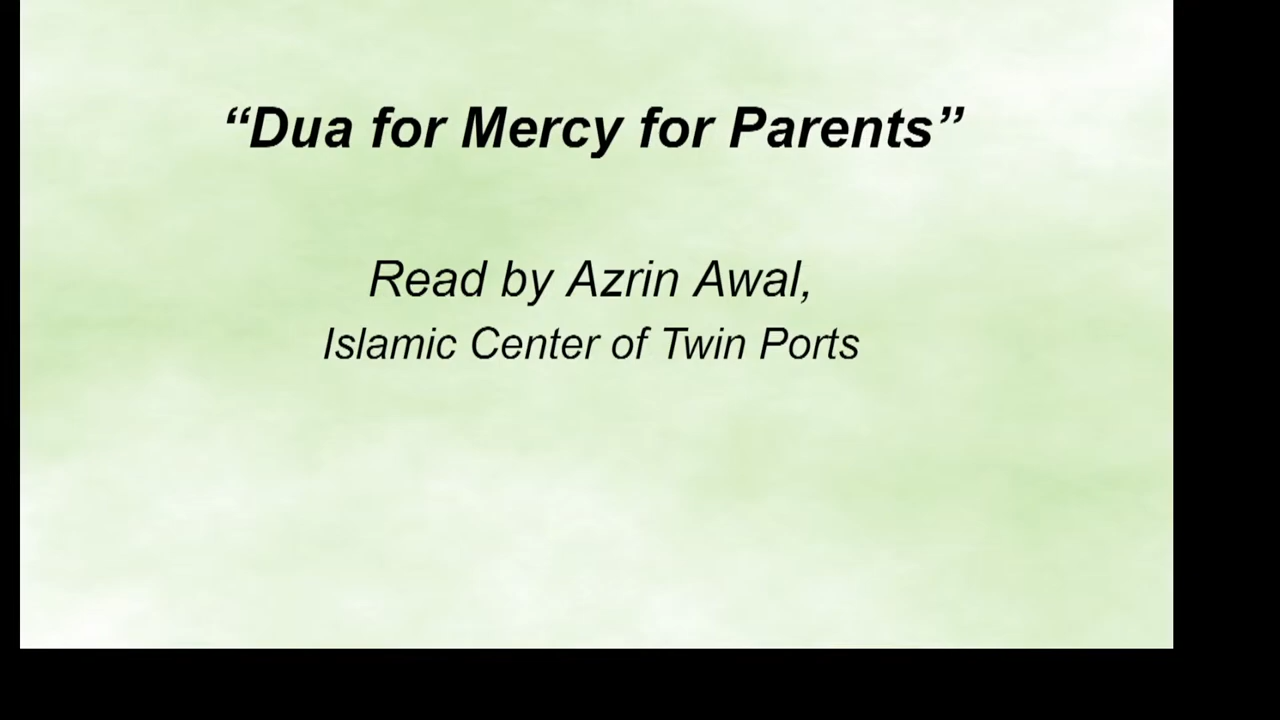 “Dua for Mercy for Parents”
Read by Azrin Awal,
Islamic Center of Twin Ports